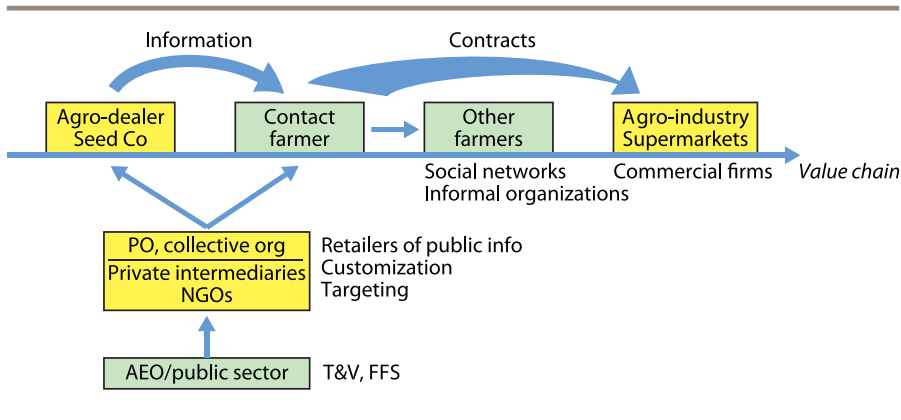 Information
Contracts
Agro-dealer
Seed Co
Contact
farmer
Other
farmers
Agro-industry
Supermarkets
Social networks
Informal organizations
Commercial firms
Value chain
PO, collective org
Private intermediaries
NGOs
Retailers of public info
Customization
Targeting
AEO/public sector
T&V, FFS